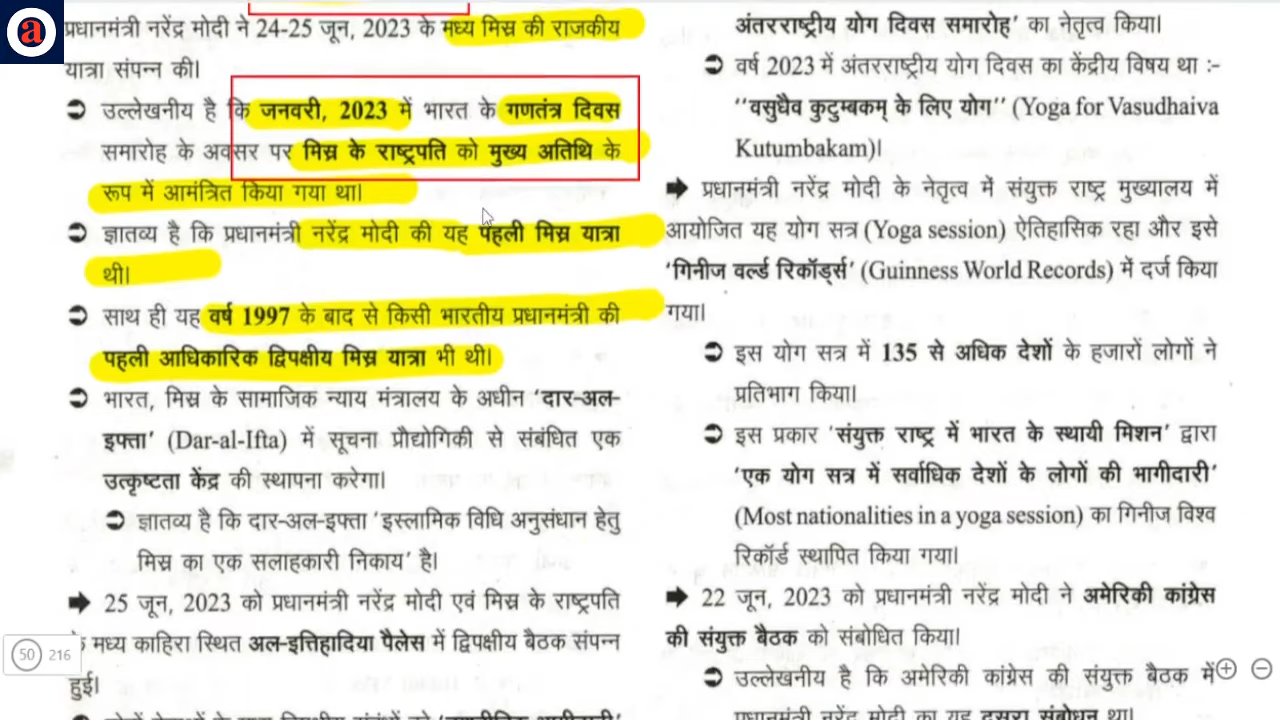 a
प्रधानमंत्री नरेंद्र मोदी ने 24-25 जून, 2023 के मध्य मिस्र की राजकीय
यात्रा संपन्न की।
➲ उल्लेखनीय है कि जनवरी, 2023 में भारत के गणतंत्र दिवस
समारोह के अवसर पर मिस्र के राष्ट्रपति को मुख्य अतिथि के
रूप में आमंत्रित किया गया था।
➲ ज्ञातव्य है कि प्रधानमंत्री नरेंद्र मोदी की यह पहली मिस्र यात्रा
थी।
➲ साथ ही यह वर्ष 1997 के बाद से किसी भारतीय प्रधानमंत्री की
पहली आधिकारिक द्विपक्षीय मिस्र यात्रा भी थी।
➲ भारत, मिस्र के सामाजिक न्याय मंत्रालय के अधीन ‘दार-अल-
इफ्ता’ (Dar-al-Ifta) में सूचना प्रौद्योगिकी से संबंधित एक
उत्कृष्टता केंद्र की स्थापना करेगा।
➲ ज्ञातव्य है कि दार-अल-इफ्ता ‘इस्लामिक विधि अनुसंधान हेतु
मिस्र का एक सलाहकारी निकाय’ है।
➡ 25 जून, 2023 को प्रधानमंत्री नरेंद्र मोदी एवं मिस्र के राष्ट्रपति
के मध्य काहिरा स्थित अल-इत्तिहादिया पैलेस में द्विपक्षीय बैठक संपन्न
हुई।
50 216
अंतरराष्ट्रीय योग दिवस समारोह’ का नेतृत्व किया।
➲ वर्ष 2023 में अंतरराष्ट्रीय योग दिवस का केंद्रीय विषय था :-
‘‘वसुधैव कुटुम्बकम् के लिए योग’’ (Yoga for Vasudhaiva
Kutumbakam)।
➡ प्रधानमंत्री नरेंद्र मोदी के नेतृत्व में संयुक्त राष्ट्र मुख्यालय में
आयोजित यह योग सत्र (Yoga session) ऐतिहासिक रहा और इसे
‘गिनीज वर्ल्ड रिकॉर्ड्स’ (Guinness World Records) में दर्ज किया
गया।
➲ इस योग सत्र में 135 से अधिक देशों के हजारों लोगों ने
प्रतिभाग किया।
➲ इस प्रकार ‘संयुक्त राष्ट्र में भारत के स्थायी मिशन’ द्वारा
‘एक योग सत्र में सर्वाधिक देशों के लोगों की भागीदारी’
(Most nationalities in a yoga session) का गिनीज विश्व
रिकॉर्ड स्थापित किया गया।
➡ 22 जून, 2023 को प्रधानमंत्री नरेंद्र मोदी ने अमेरिकी कांग्रेस
की संयुक्त बैठक को संबोधित किया।
➲ उल्लेखनीय है कि अमेरिकी कांग्रेस की संयुक्त बैठक में
प्रधानमंत्री नरेंद्र मोदी का यह दूसरा संबोधन था।